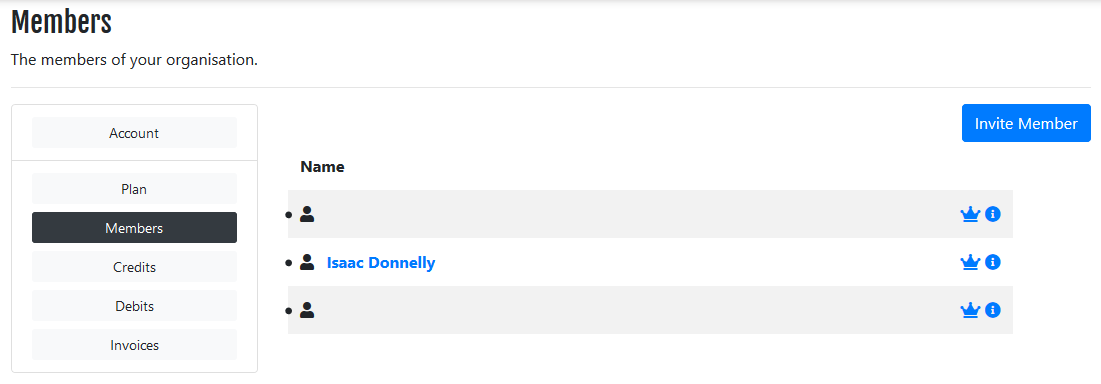 Members
The members of your organisation.
Account
Plan
Members
Credits
Debits
Invoices
Invite Member
Name
Isaac Donnelly